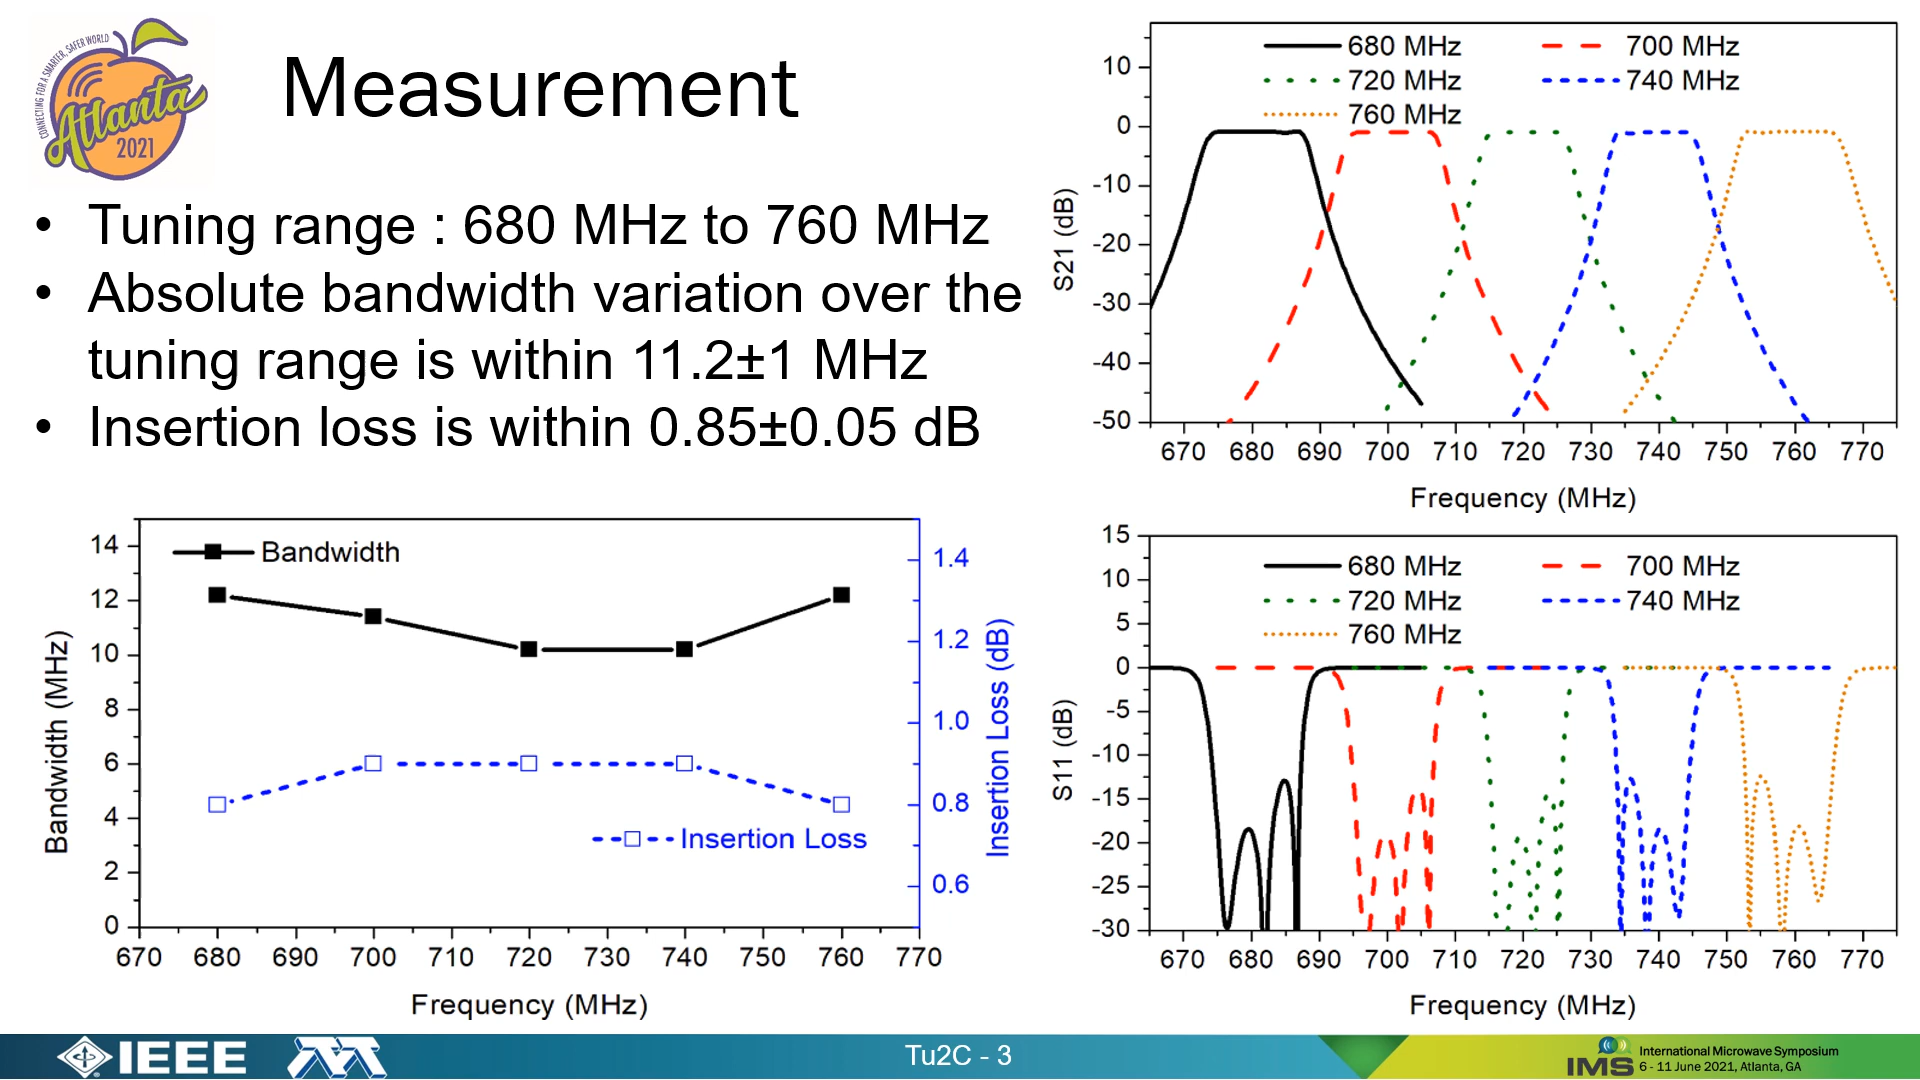 CONNECTING FOR A SMARTER, SAFER WORLD
Atlanta
2021
Measurement
• Tuning range : 680 MHz to 760 MHz
• Absolute bandwidth variation over the
tuning range is within 11.2±1 MHz
• Insertion loss is within 0.85±0.05 dB
680 MHz 700 MHz
720 MHz 740 MHz
760 MHz
10
0
-10
-20
-30
-40
-50
S21 (dB)
670 680 690 700 710 720 730 740 750 760 770
Frequency (MHz)
Bandwidth
Insertion Loss
14
12
10
8
6
4
2
0
Bandwidth (MHz)
1.4
1.2
1.0
0.8
0.6
Insertion Loss (dB)
670 680 690 700 710 720 730 740 750 760 770
Frequency (MHz)
680 MHz 700 MHz
720 MHz 740 MHz
760 MHz
15
10
5
0
-5
-10
-15
-20
-25
-30
S11 (dB)
670 680 690 700 710 720 730 740 750 760 770
Frequency (MHz)
IEEE
Tu2C - 3
IMS
International Microwave Symposium
6 - 11 June 2021, Atlanta, GA